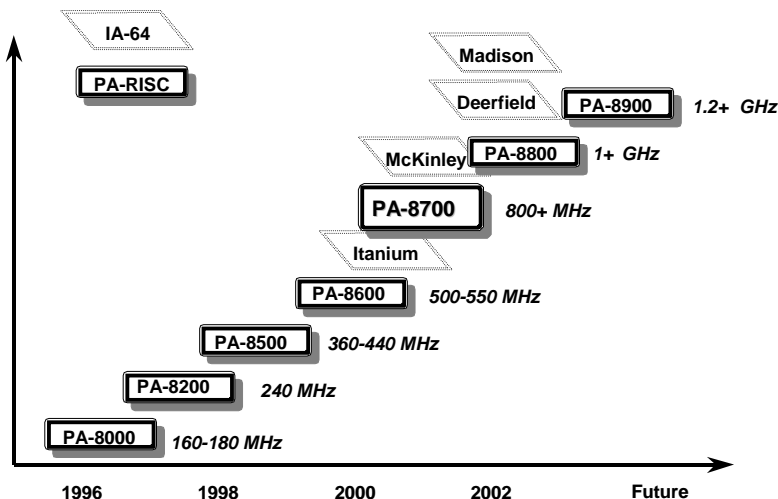 IA-64
Madison
PA-RISC
Deerfield
PA-8900 1.2+ GHz
McKinley
PA-8800 1+ GHz
PA-8700 800+ MHz
Itanium
PA-8600 500-550 MHz
PA-8500 360-440 MHz
PA-8200 240 MHz
PA-8000 160-180 MHz
1996 1998 2000 2002 Future